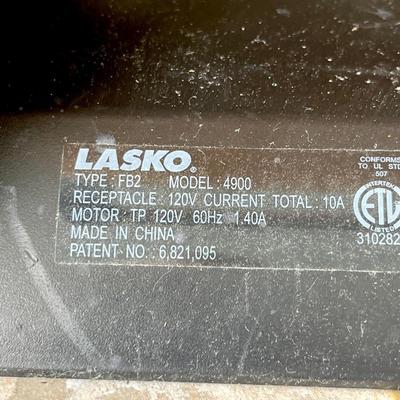 LASKO®
TYPE : FB2 MODEL : 4900
RECEPTACLE : 120V CURRENT TOTAL : 10A
MOTOR : TP 120V 60Hz 1.40A
MADE IN CHINA
PATENT NO. : 6,821,095
CONFORMS
TO UL STD
507
INTERTEK
ETL
LISTED
310282